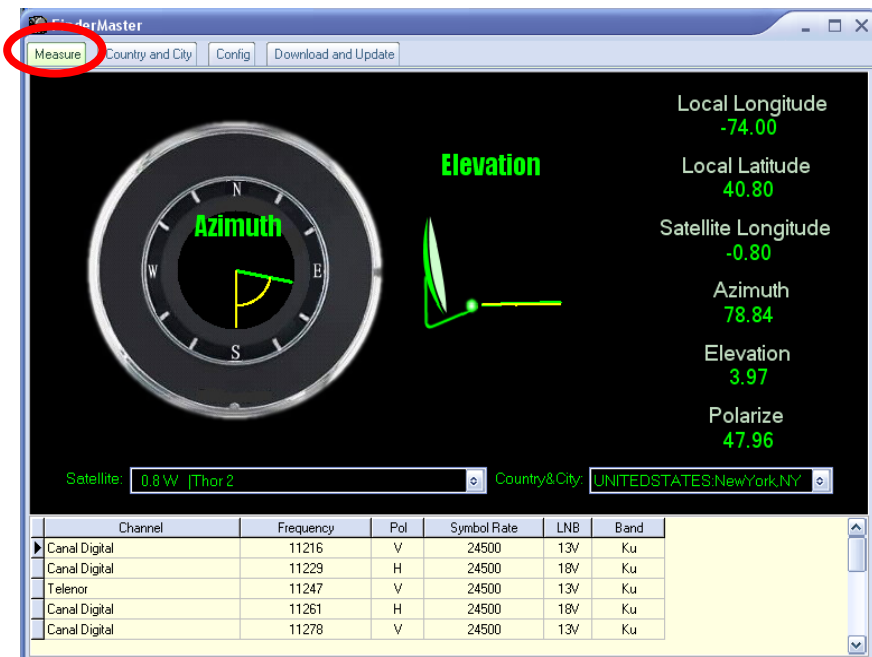 FinderMaster
Measure Country and City Config Download and Update
N
Azimuth
W
E
S
Elevation
Local Longitude
-74.00
Local Latitude
40.80
Satellite Longitude
-0.80
Azimuth
78.84
Elevation
3.97
Polarize
47.96
Satellite: 0.8 W |Thor 2 Country&City: UNITEDSTATES:NewYork,NY
Channel Frequency Pol Symbol Rate LNB Band
Canal Digital 11216 V 24500 13V Ku
Canal Digital 11229 H 24500 18V Ku
Telenor 11247 V 24500 13V Ku
Canal Digital 11261 H 24500 18V Ku
Canal Digital 11278 V 24500 13V Ku